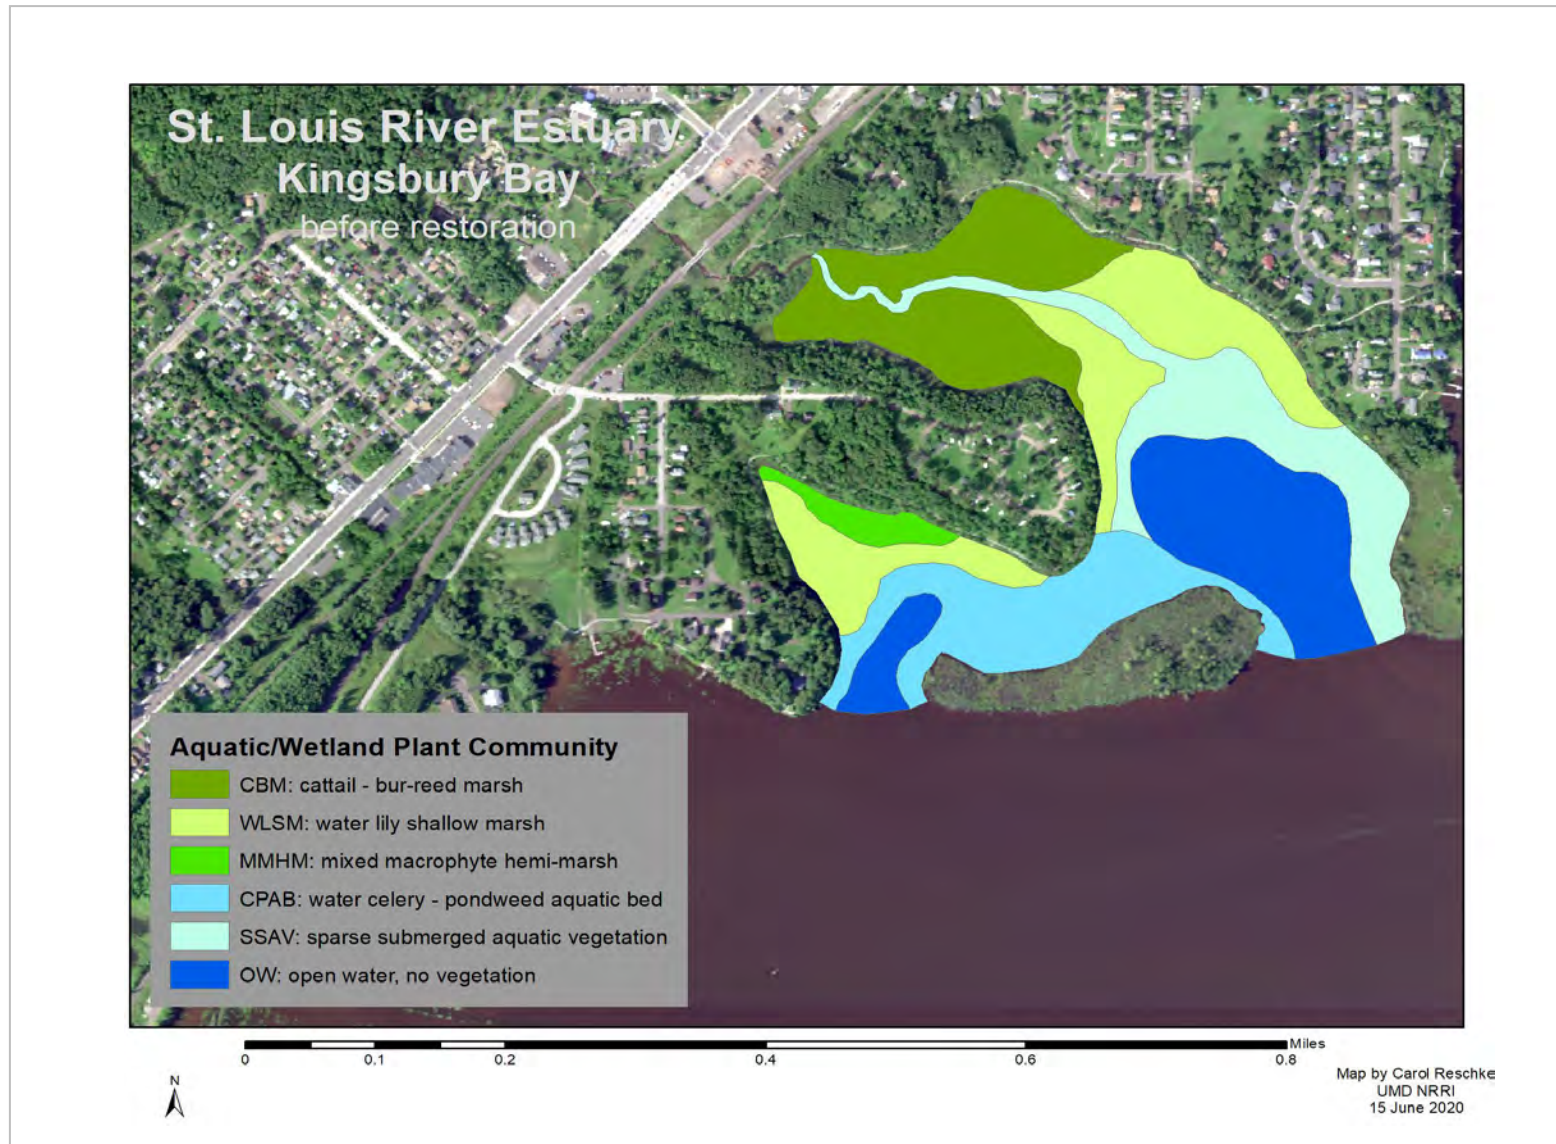 St. Louis River Estuary
Kingsbury Bay
before restoration
Aquatic/Wetland Plant Community
CBM: cattail - bur-reed marsh
WLSM: water lily shallow marsh
MMHM: mixed macrophyte hemi-marsh
CPAB: water celery - pondweed aquatic bed
SSAV: sparse submerged aquatic vegetation
OW: open water, no vegetation
Miles
0 0.1 0.2 0.4 0.6 0.8
N
Map by Carol Reschke
UMD NRRI
15 June 2020